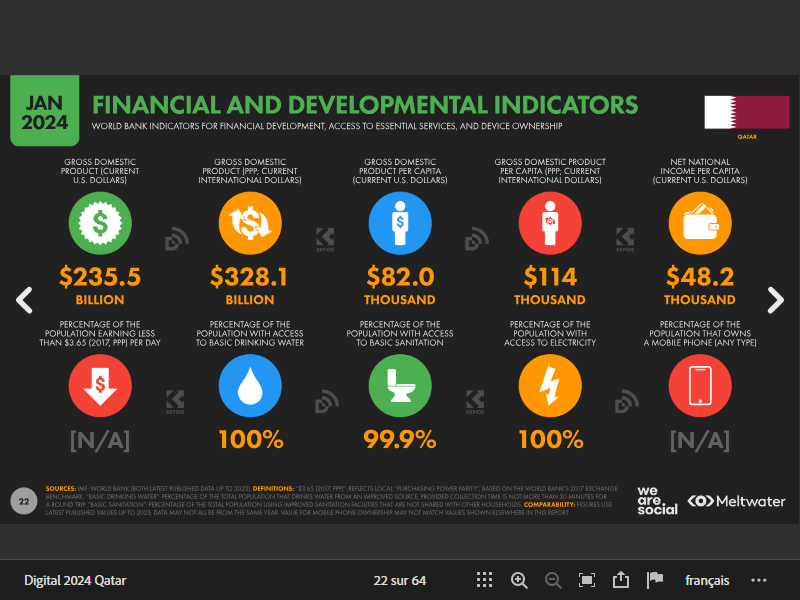 JAN
2024
FINANCIAL AND DEVELOPMENTAL INDICATORS
WORLD BANK INDICATORS FOR FINANCIAL DEVELOPMENT, ACCESS TO ESSENTIAL SERVICES, AND DEVICE OWNERSHIP
QATAR
GROSS DOMESTIC
PRODUCT (CURRENT
U.S. DOLLARS)
$235.5
BILLION
GROSS DOMESTIC
PRODUCT (PPP; CURRENT
INTERNATIONAL DOLLARS)
$328.1
BILLION
GROSS DOMESTIC
PRODUCT PER CAPITA
(CURRENT U.S. DOLLARS)
$82.0
THOUSAND
GROSS DOMESTIC PRODUCT
PER CAPITA (PPP; CURRENT
INTERNATIONAL DOLLARS)
$114
THOUSAND
NET NATIONAL
INCOME PER CAPITA
(CURRENT U.S. DOLLARS)
$48.2
THOUSAND
PERCENTAGE OF THE
POPULATION EARNING LESS
THAN $3.65 (2017, PPP) PER DAY
[N/A]
PERCENTAGE OF THE
POPULATION WITH ACCESS
TO BASIC DRINKING WATER
100%
PERCENTAGE OF THE
POPULATION WITH ACCESS
TO BASIC SANITATION
99.9%
PERCENTAGE OF THE
POPULATION WITH
ACCESS TO ELECTRICITY
100%
PERCENTAGE OF THE
POPULATION THAT OWNS
A MOBILE PHONE (ANY TYPE)
[N/A]
KEPIOS
KEPIOS
KEPIOS
KEPIOS
22
SOURCES: IMF; WORLD BANK (BOTH LATEST PUBLISHED DATA UP TO 2023). DEFINITIONS: "$3.65 (2017, PPP)": REFLECTS LOCAL "PURCHASING POWER PARITY", BASED ON THE WORLD BANK'S 2017 EXCHANGE
BENCHMARK. "BASIC DRINKING WATER": PERCENTAGE OF THE TOTAL POPULATION THAT DRINKS WATER FROM AN IMPROVED SOURCE, PROVIDED COLLECTION TIME IS NOT MORE THAN 30 MINUTES FOR
A ROUND TRIP. "BASIC SANITATION": PERCENTAGE OF THE TOTAL POPULATION USING IMPROVED SANITATION FACILITIES THAT ARE NOT SHARED WITH OTHER HOUSEHOLDS. COMPARABILITY: FIGURES USE
LATEST PUBLISHED VALUES UP TO 2023; DATA MAY NOT ALL BE FROM THE SAME YEAR. VALUE FOR MOBILE PHONE OWNERSHIP MAY NOT MATCH VALUES SHOWN ELSEWHERE IN THIS REPORT.
we
are.
social
Meltwater
Digital 2024 Qatar
22 sur 64
français